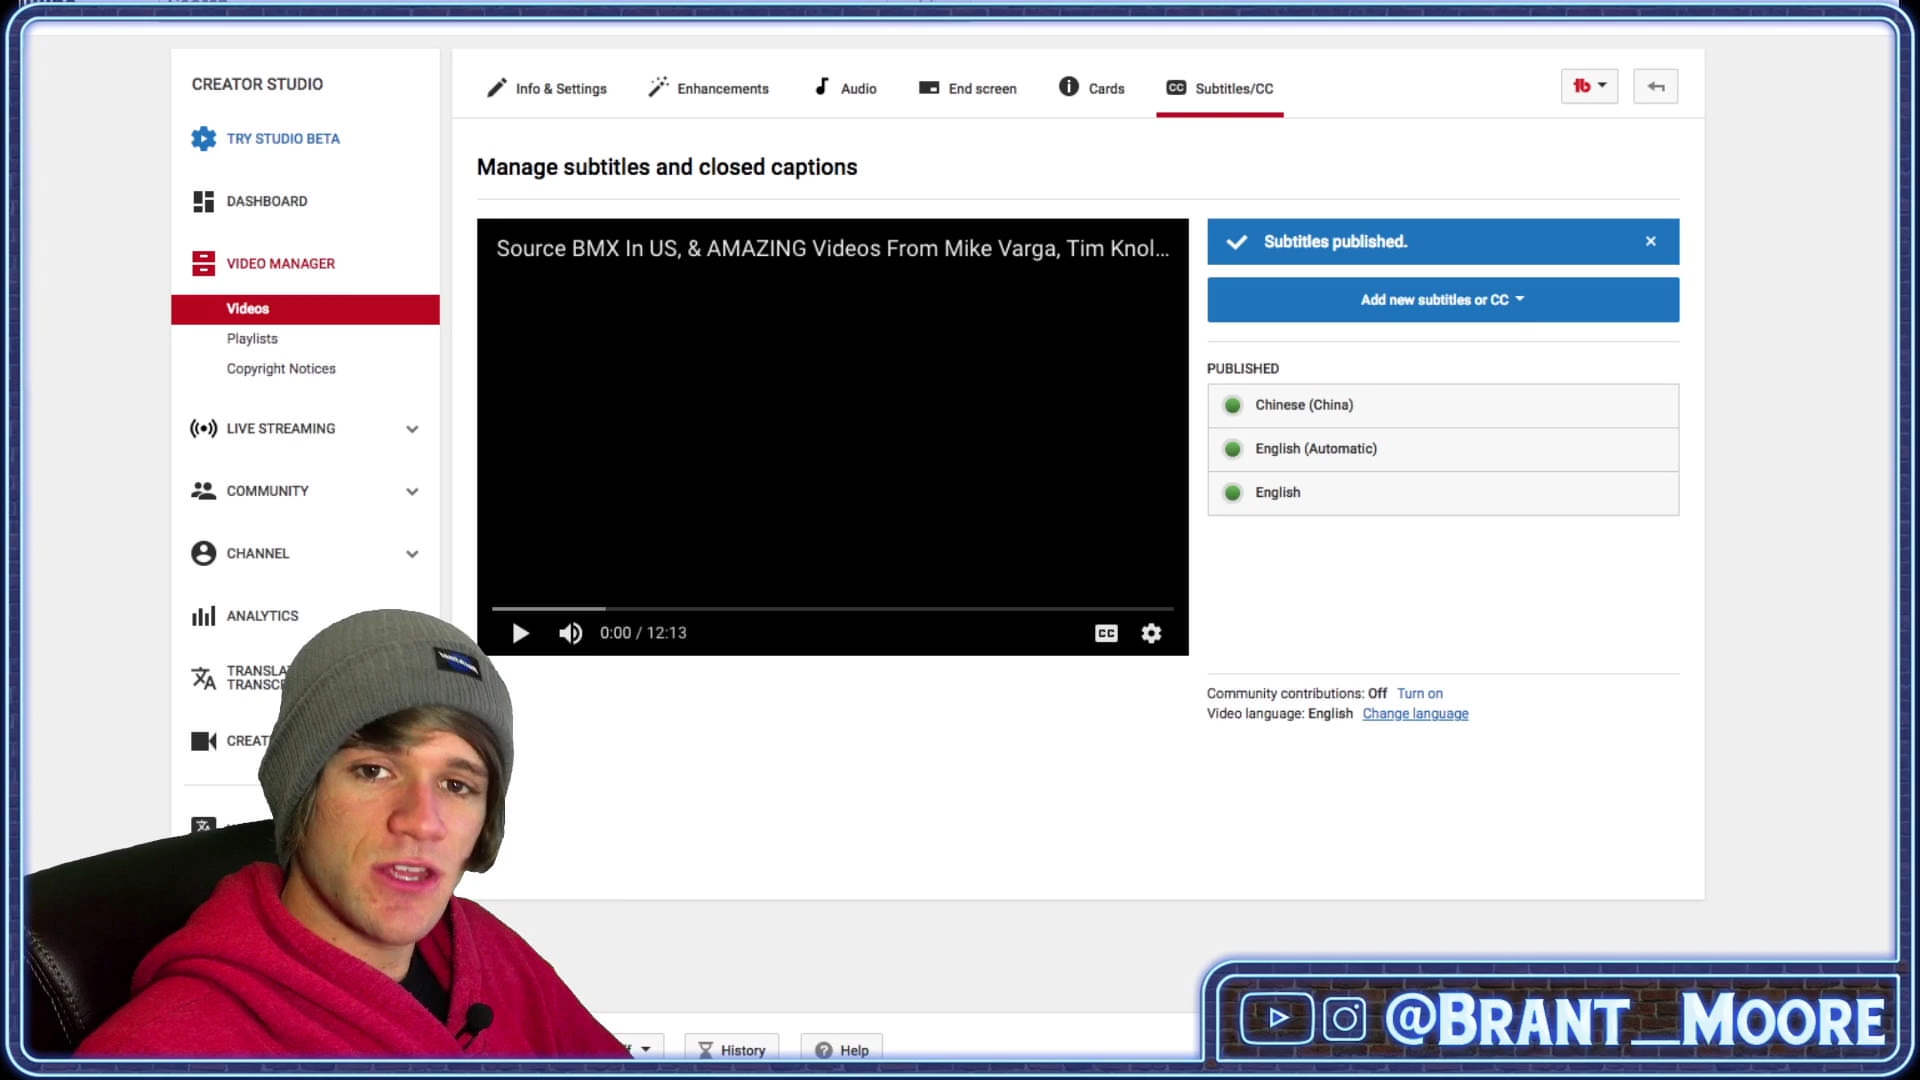 CREATOR STUDIO
TRY STUDIO BETA
DASHBOARD
VIDEO MANAGER
Videos
Playlists
Copyright Notices
LIVE STREAMING
COMMUNITY
CHANNEL
ANALYTICS
Info & Settings
Enhancements
Audio
End screen
Cards
CC Subtitles/CC
tb
Manage subtitles and closed captions
Source BMX In US, & AMAZING Videos From Mike Varga, Tim Knol...
0:00 / 12:13
CC
Subtitles published.
Add new subtitles or CC
PUBLISHED
Chinese (China)
English (Automatic)
English
Community contributions: Off Turn on
Video language: English Change language
History
Help
@BRANT_MOORE